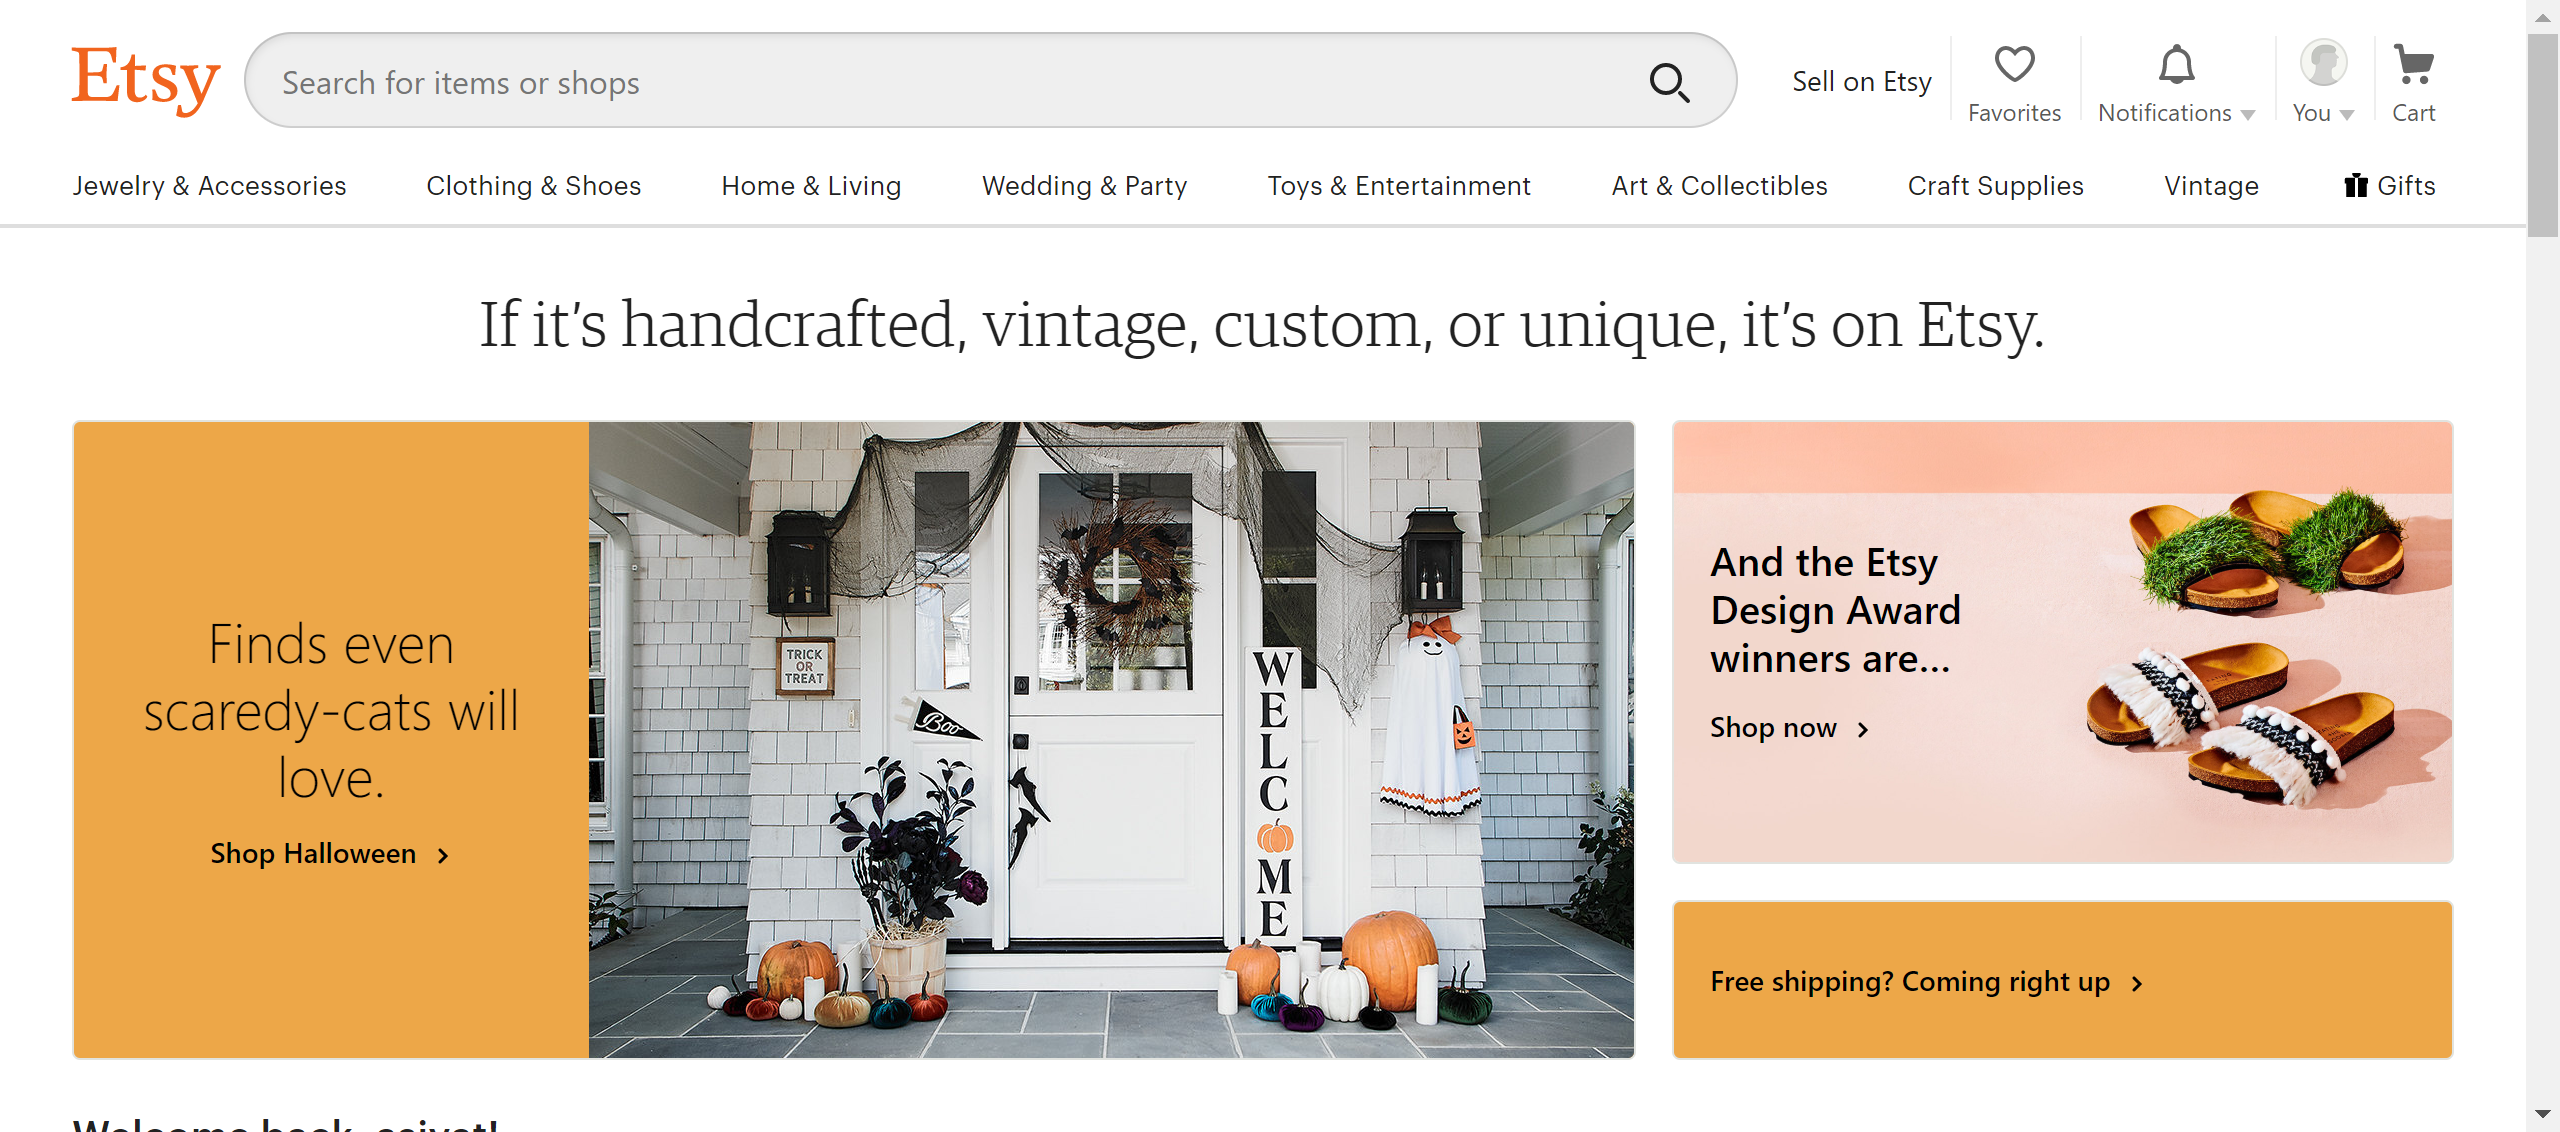 Etsy
Search for items or shops
Sell on Etsy
Favorites
Notifications
You
Cart
Jewelry & Accessories
Clothing & Shoes
Home & Living
Wedding & Party
Toys & Entertainment
Art & Collectibles
Craft Supplies
Vintage
Gifts
If it’s handcrafted, vintage, custom, or unique, it’s on Etsy.
Finds even
scaredy-cats will
love.
Shop Halloween
TRICK
OR
TREAT
Boo
WELCOME
And the Etsy
Design Award
winners are...
Shop now
Free shipping? Coming right up
Welcome back,